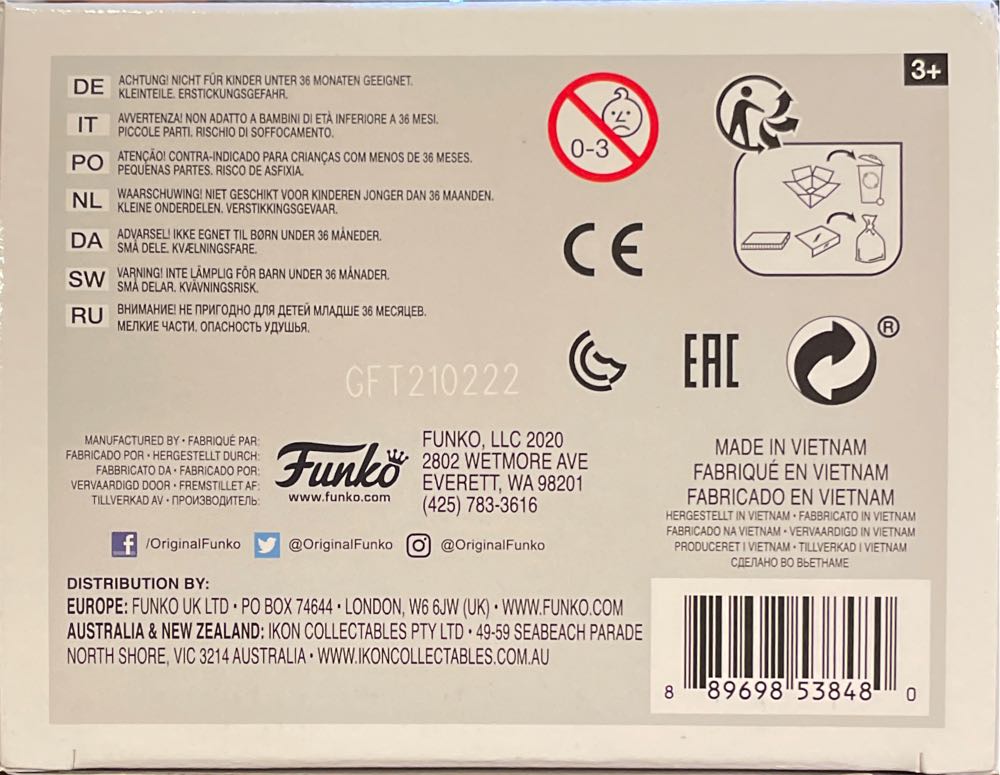 3+
DE ACHTUNG! NICHT FÜR KINDER UNTER 36 MONATEN GEEIGNET.
KLEINTEILE. ERSTICKUNGSGEFAHR.
IT AVVERTENZA! NON ADATTO A BAMBINI DI ETÀ INFERIORE A 36 MESI.
PICCOLE PARTI. RISCHIO DI SOFFOCAMENTO.
PO ATENÇÃO! CONTRA-INDICADO PARA CRIANÇAS COM MENOS DE 36 MESES.
PEQUENAS PARTES. RISCO DE ASFIXIA.
NL WAARSCHUWING! NIET GESCHIKT VOOR KINDEREN JONGER DAN 36 MAANDEN.
KLEINE ONDERDELEN. VERSTIKKINGSGEVAAR.
DA ADVARSEL! IKKE EGNET TIL BØRN UNDER 36 MÅNEDER.
SMÅ DELE. KVÆLNINGSFARE.
SW VARNING! INTE LÄMPLIG FÖR BARN UNDER 36 MÅNADER.
SMÅ DELAR. KVÄVNINGSRISK.
RU ВНИМАНИЕ! НЕ ПРИГОДНО ДЛЯ ДЕТЕЙ МЛАДШЕ 36 МЕСЯЦЕВ.
МЕЛКИЕ ЧАСТИ. ОПАСНОСТЬ УДУШЬЯ.
0-3
CE
EAC
®
GFT210222
MANUFACTURED BY • FABRIQUÉ PAR:
FABRICADO POR • HERGESTELLT DURCH:
FABBRICATO DA • FABRICADO POR:
VERVAARDIGD DOOR • FREMSTILLET AF:
TILLVERKAD AV • ПРОИЗВОДИТЕЛЬ:
Funko
www.funko.com
FUNKO, LLC 2020
2802 WETMORE AVE
EVERETT, WA 98201
(425) 783-3616
MADE IN VIETNAM
FABRIQUÉ EN VIETNAM
FABRICADO EN VIETNAM
HERGESTELLT IN VIETNAM • FABBRICATO IN VIETNAM
FABRICADO NA VIETNAM • VERVAARDIGD IN VIETNAM
PRODUCERET I VIETNAM • TILLVERKAD I VIETNAM
СДЕЛАНО ВО ВЬЕТНАМЕ
f /OriginalFunko @OriginalFunko @OriginalFunko
DISTRIBUTION BY:
EUROPE: FUNKO UK LTD • PO BOX 74644 • LONDON, W6 6JW (UK) • WWW.FUNKO.COM
AUSTRALIA & NEW ZEALAND: IKON COLLECTABLES PTY LTD • 49-59 SEABEACH PARADE
NORTH SHORE, VIC 3214 AUSTRALIA • WWW.IKONCOLLECTABLES.COM.AU
8 89698 53848 0